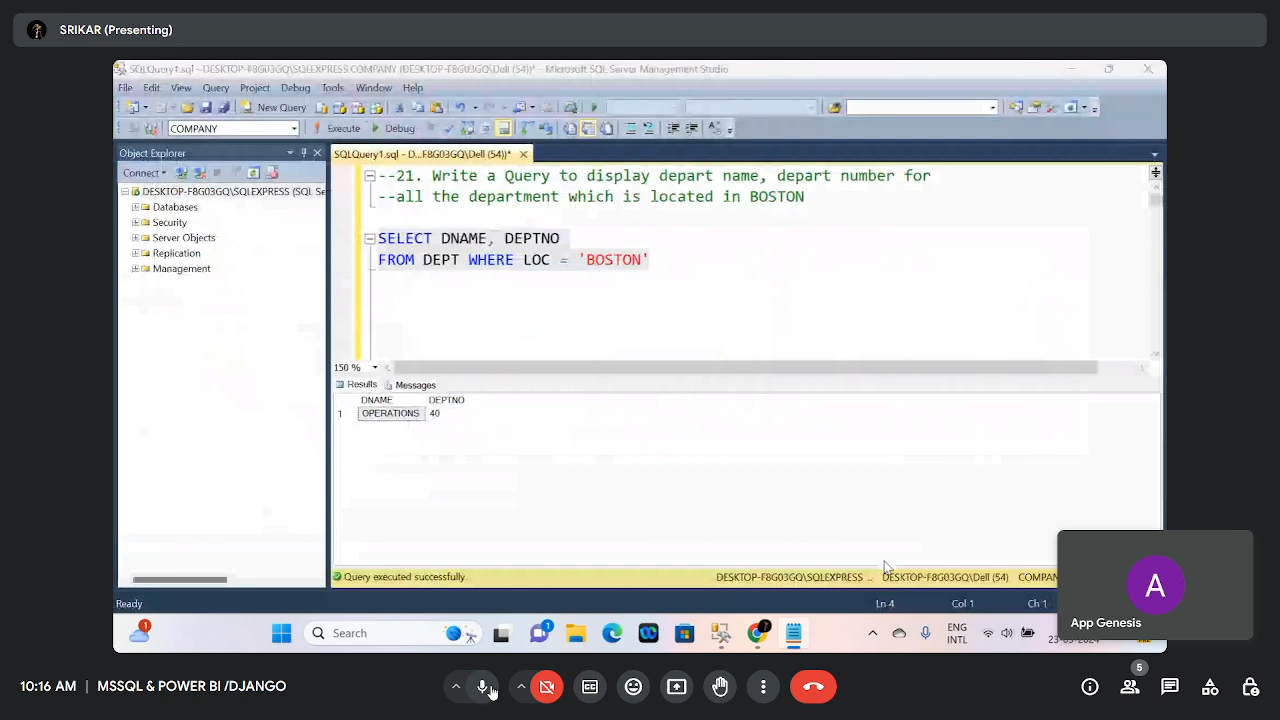 SRIKAR (Presenting)
SQLQuery1.sql - DESKTOP-F8G03GQ\SQLEXPRESS.COMPANY (DESKTOP-F8G03GQ\Dell (54))* - Microsoft SQL Server Management Studio
File Edit View Query Project Debug Tools Window Help
New Query
COMPANY Execute Debug
Object Explorer
SQLQuery1.sql - D...F8G03GQ\Dell (54))*
Connect
DESKTOP-F8G03GQ\SQLEXPRESS (SQL Se
Databases
Security
Server Objects
Replication
Management
--21. Write a Query to display depart name, depart number for
--all the department which is located in BOSTON
SELECT DNAME, DEPTNO
FROM DEPT WHERE LOC = 'BOSTON'
150 %
Results Messages
DNAME DEPTNO
1 OPERATIONS 40
Query executed successfully.
DESKTOP-F8G03GQ\SQLEXPRESS ... DESKTOP-F8G03GQ\Dell (54) COMPAN
Ready Ln 4 Col 1 Ch 1
1 Search 1 7 ENG
INTL
A
App Genesis
10:16 AM | MSSQL & POWER BI /DJANGO
5